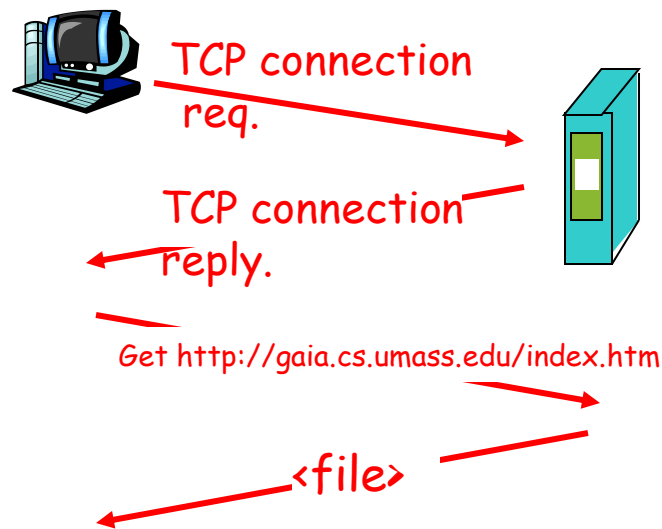 TCP connection
req.
TCP connection
reply.
Get http://gaia.cs.umass.edu/index.htm
<file>